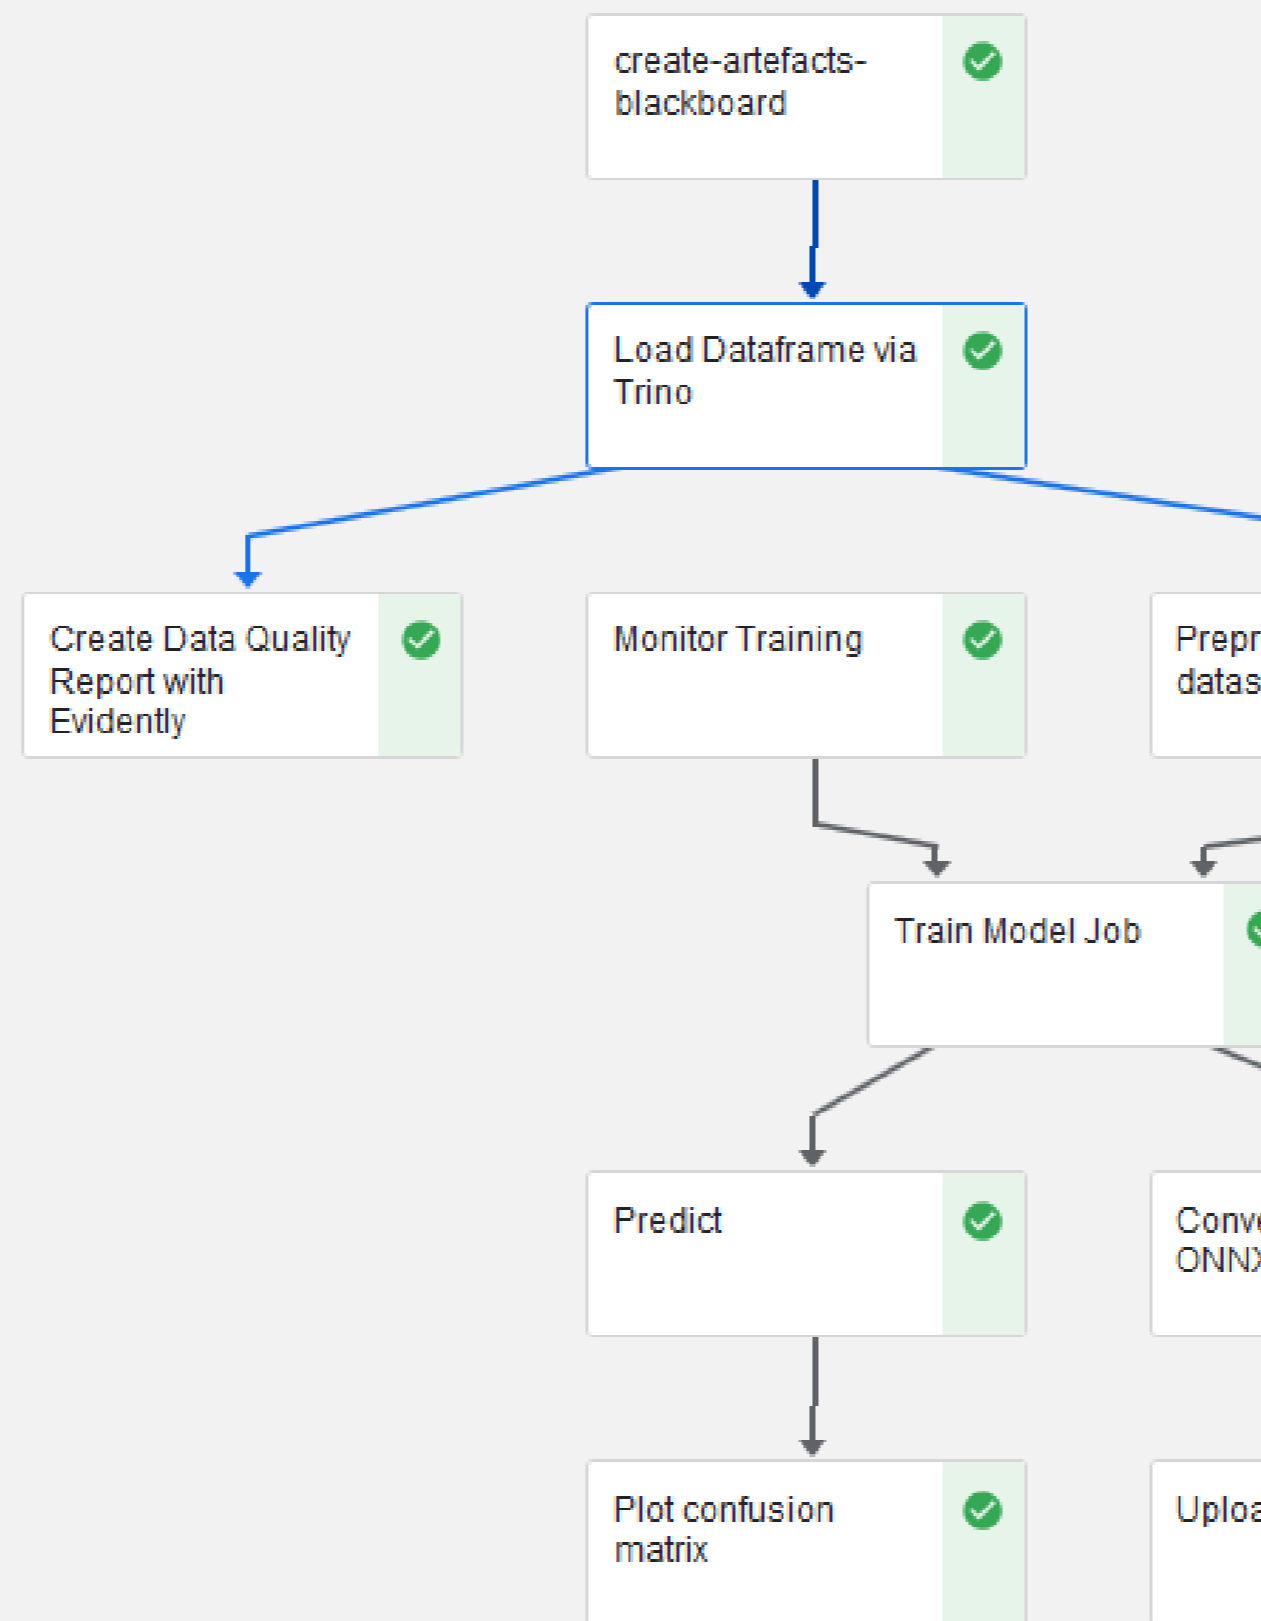 create-artefacts-
blackboard
Load Dataframe via
Trino
Create Data Quality
Report with
Evidently
Monitor Training
Train Model Job
Predict
Plot confusion
matrix